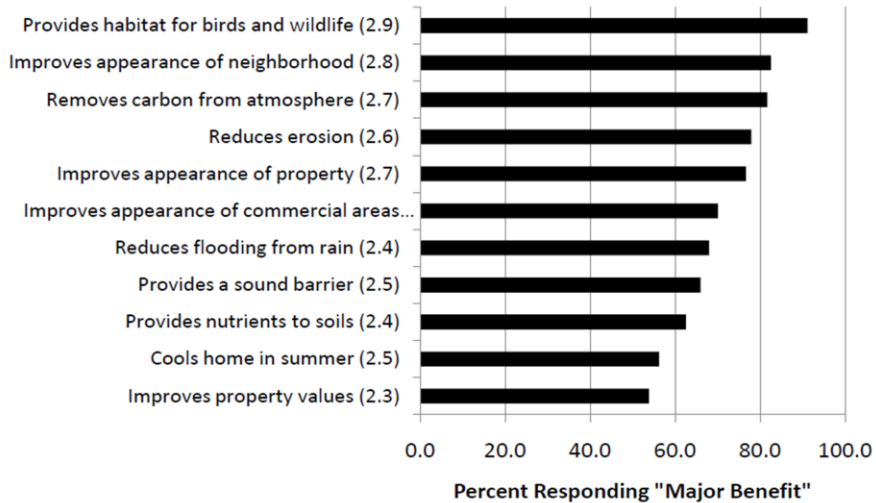 Provides habitat for birds and wildlife (2.9)
Improves appearance of neighborhood (2.8)
Removes carbon from atmosphere (2.7)
Reduces erosion (2.6)
Improves appearance of property (2.7)
Improves appearance of commercial areas...
Reduces flooding from rain (2.4)
Provides a sound barrier (2.5)
Provides nutrients to soils (2.4)
Cools home in summer (2.5)
Improves property values (2.3)
0.0 20.0 40.0 60.0 80.0 100.0
Percent Responding "Major Benefit"